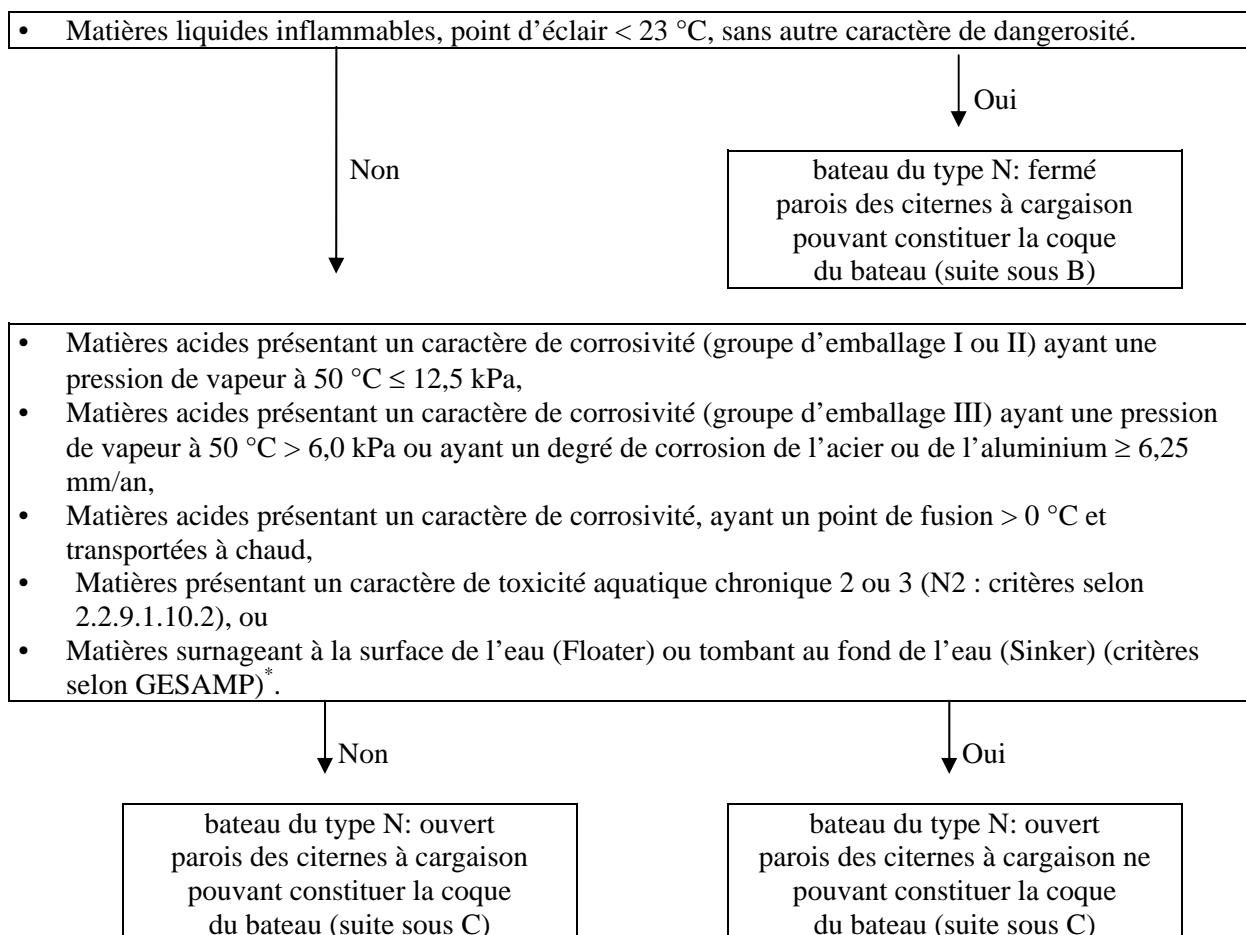 • Matières liquides inflammables, point d'éclair < 23 °C, sans autre caractère de dangerosité.
Oui
Non
bateau du type N: fermé
parois des citernes à cargaison
pouvant constituer la coque
du bateau (suite sous B)
• Matières acides présentant un caractère de corrosivité (groupe d'emballage I ou II) ayant une
pression de vapeur à 50 °C ≤ 12,5 kPa,
• Matières acides présentant un caractère de corrosivité (groupe d'emballage III) ayant une pression
de vapeur à 50 °C > 6,0 kPa ou ayant un degré de corrosion de l'acier ou de l'aluminium ≥ 6,25
mm/an,
• Matières acides présentant un caractère de corrosivité, ayant un point de fusion > 0 °C et
transportées à chaud,
• Matières présentant un caractère de toxicité aquatique chronique 2 ou 3 (N2 : critères selon
2.2.9.1.10.2), ou
• Matières surnageant à la surface de l'eau (Floater) ou tombant au fond de l'eau (Sinker) (critères
selon GESAMP)*.
Non
Oui
bateau du type N: ouvert
parois des citernes à cargaison
pouvant constituer la coque
du bateau (suite sous C)
bateau du type N: ouvert
parois des citernes à cargaison ne
pouvant constituer la coque
du bateau (suite sous C)